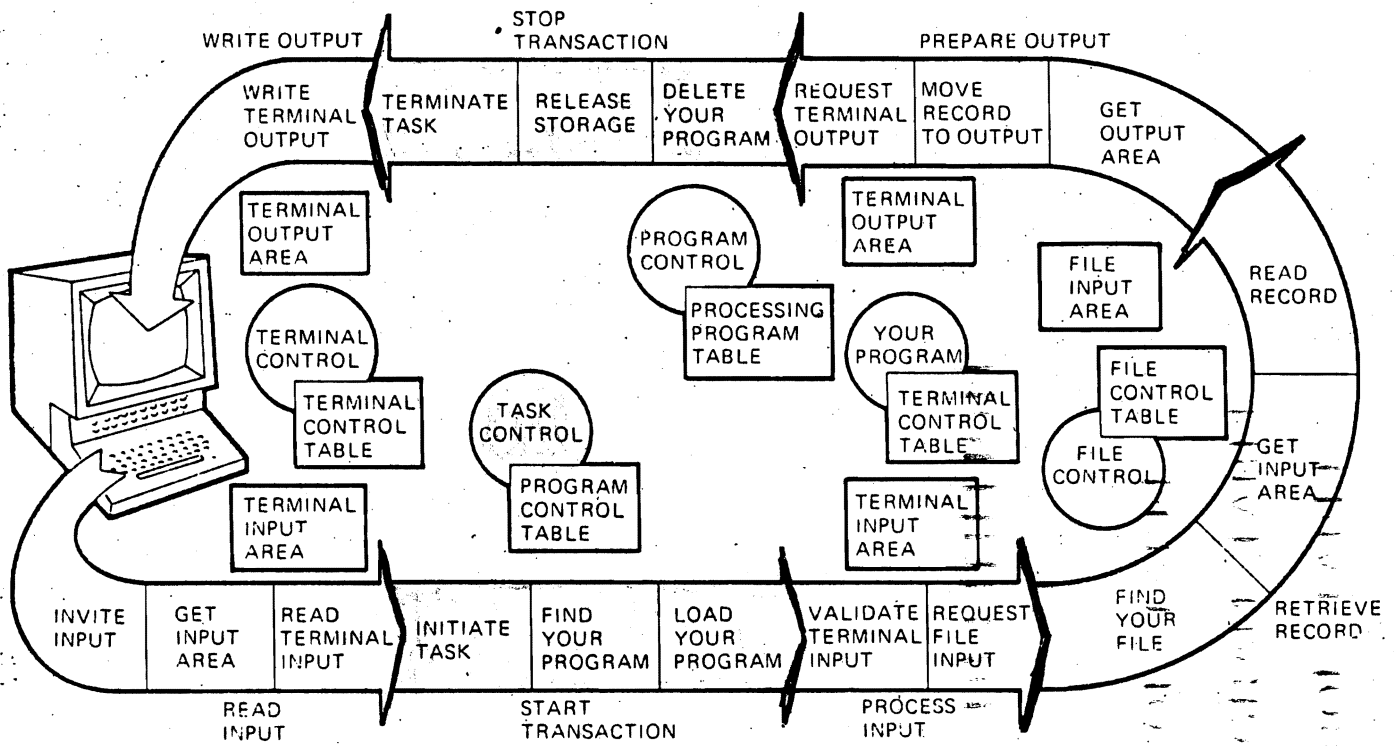 WRITE OUTPUT
STOP
TRANSACTION
PREPARE OUTPUT
WRITE
TERMINAL
OUTPUT
TERMINATE
TASK
RELEASE
STORAGE
DELETE
YOUR
PROGRAM
REQUEST
TERMINAL
OUTPUT
MOVE
RECORD
TO OUTPUT
GET
OUTPUT
AREA
READ
RECORD
GET
INPUT
AREA
RETRIEVE
RECORD
FIND
YOUR
FILE
TERMINAL
OUTPUT
AREA
TERMINAL
CONTROL
TERMINAL
CONTROL
TABLE
TERMINAL
INPUT
AREA
TASK
CONTROL
PROGRAM
CONTROL
TABLE
PROGRAM
CONTROL
PROCESSING
PROGRAM
TABLE
TERMINAL
OUTPUT
AREA
YOUR
PROGRAM
TERMINAL
CONTROL
TABLE
TERMINAL
INPUT
AREA
FILE
INPUT
AREA
FILE
CONTROL
TABLE
FILE
CONTROL
INVITE
INPUT
GET
INPUT
AREA
READ
TERMINAL
INPUT
INITIATE
TASK
FIND
YOUR
PROGRAM
LOAD
YOUR
PROGRAM
VALIDATE
TERMINAL
INPUT
REQUEST
FILE
INPUT
READ
INPUT
START
TRANSACTION
PROCESS
INPUT